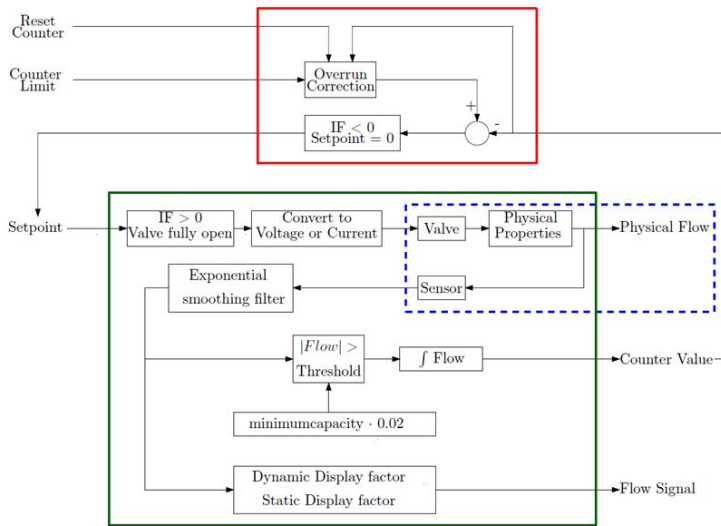 Reset
Counter
Counter
Limit
Overrun
Correction
+
-
IF < 0
Setpoint = 0
Setpoint
IF > 0
Valve fully open
Convert to
Voltage or Current
Valve
Physical
Properties
Physical Flow
Exponential
smoothing filter
Sensor
|Flow| >
Threshold
∫ Flow
Counter Value
minimumcapacity · 0.02
Dynamic Display factor
Static Display factor
Flow Signal